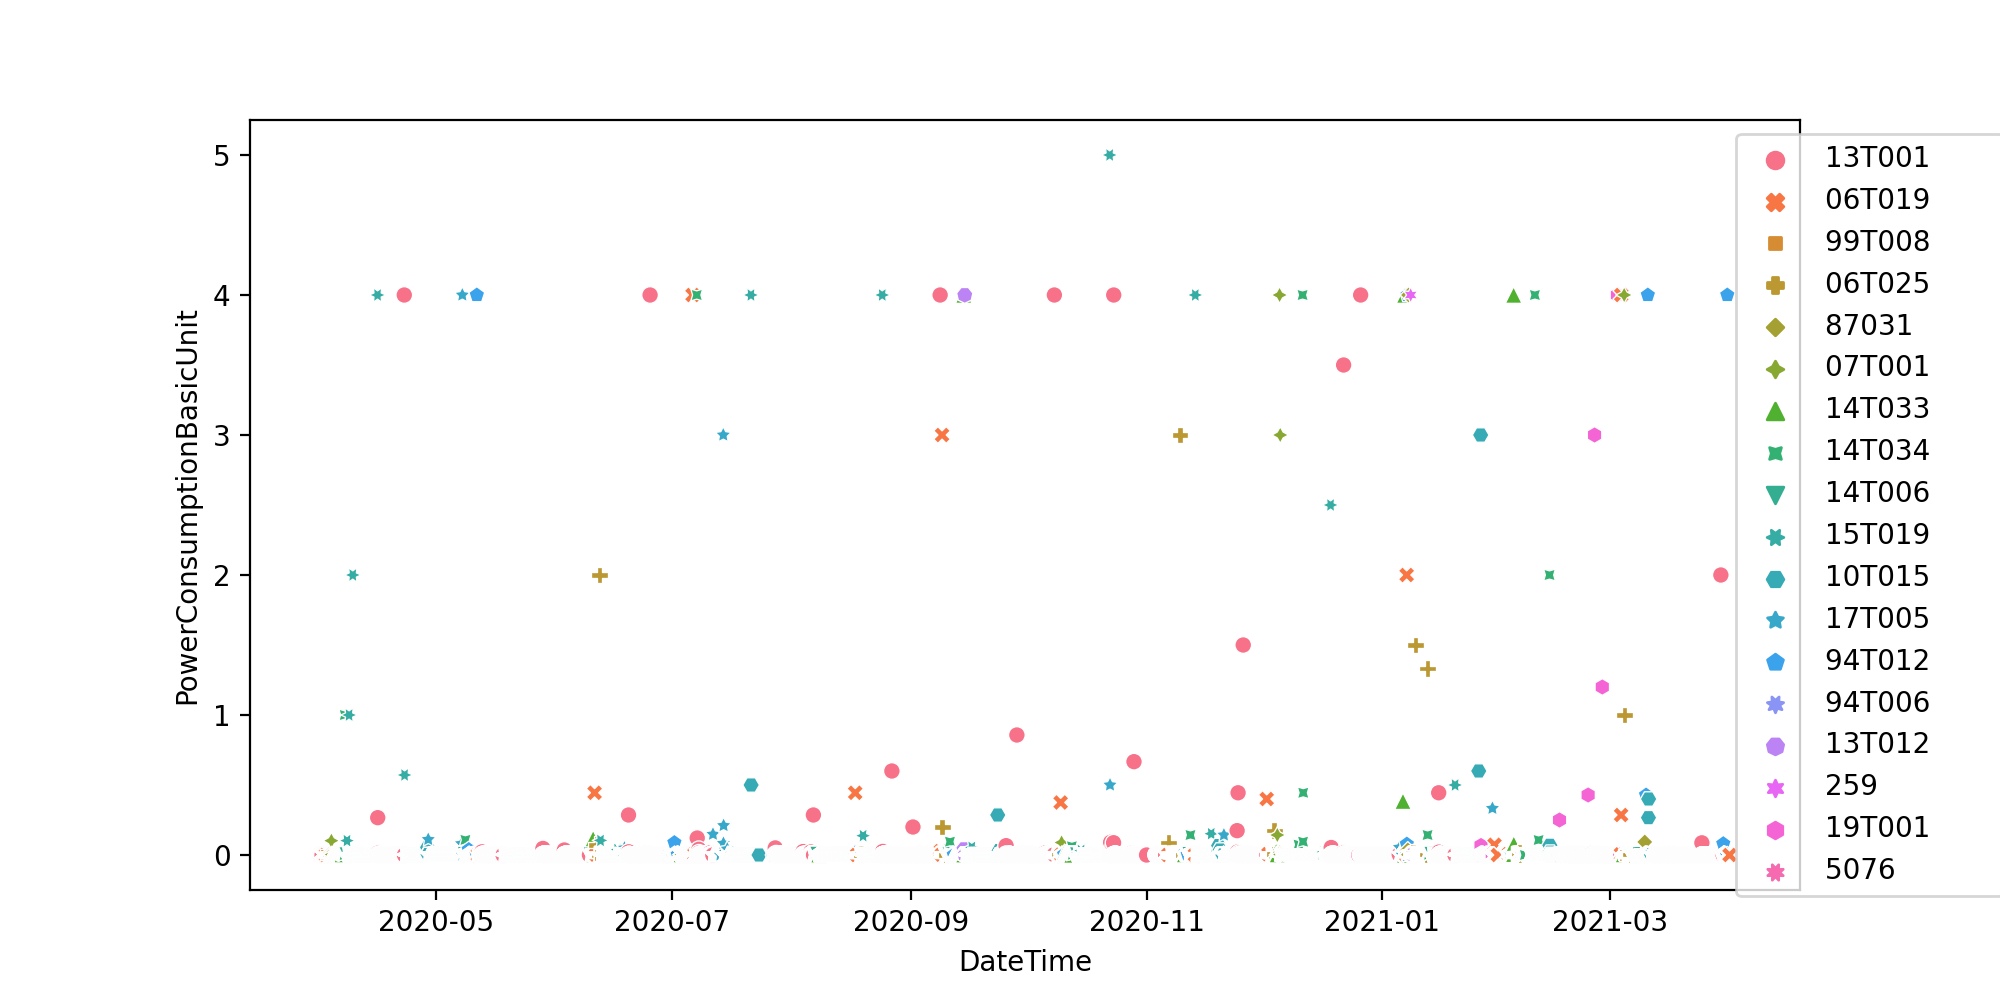 5
4
3
2
1
0
PowerConsumptionBasicUnit
2020-05
2020-07
2020-09
2020-11
2021-01
2021-03
DateTime
13T001
06T019
99T008
06T025
87031
07T001
14T033
14T034
14T006
15T019
10T015
17T005
94T012
94T006
13T012
259
19T001
5076